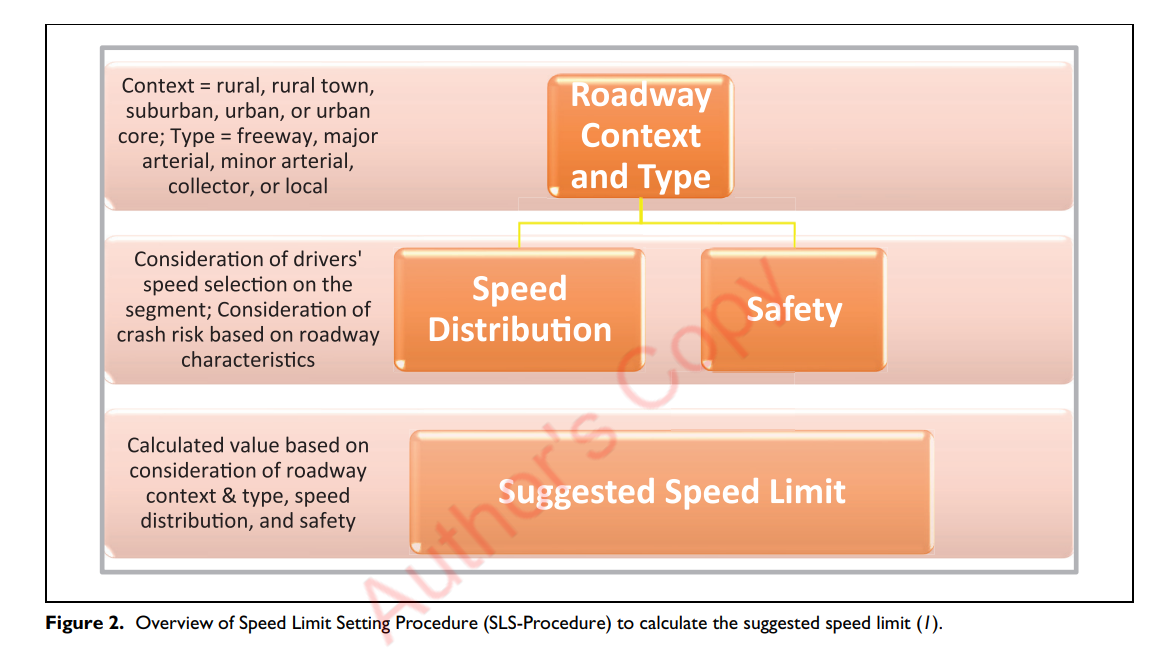 Context = rural, rural town,
suburban, urban, or urban
core; Type = freeway, major
arterial, minor arterial,
collector, or local
Roadway
Context
and Type
Consideration of drivers'
speed selection on the
segment; Consideration of
crash risk based on roadway
characteristics
Speed
Distribution
Safety
Calculated value based on
consideration of roadway
context & type, speed
distribution, and safety
Suggested Speed Limit
Author's Copy
Figure 2. Overview of Speed Limit Setting Procedure (SLS-Procedure) to calculate the suggested speed limit (1).